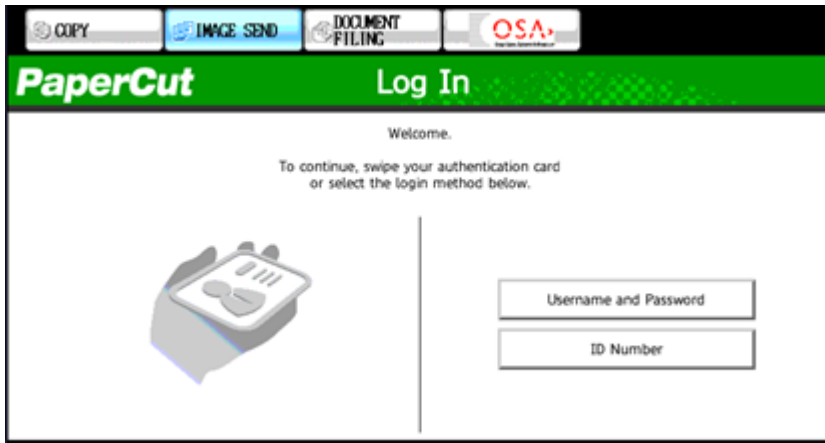 COPY
IMAGE SEND
DOCUMENT
FILING
OSA
PaperCut
Log In
Welcome.
To continue, swipe your authentication card
or select the login method below.
Username and Password
ID Number